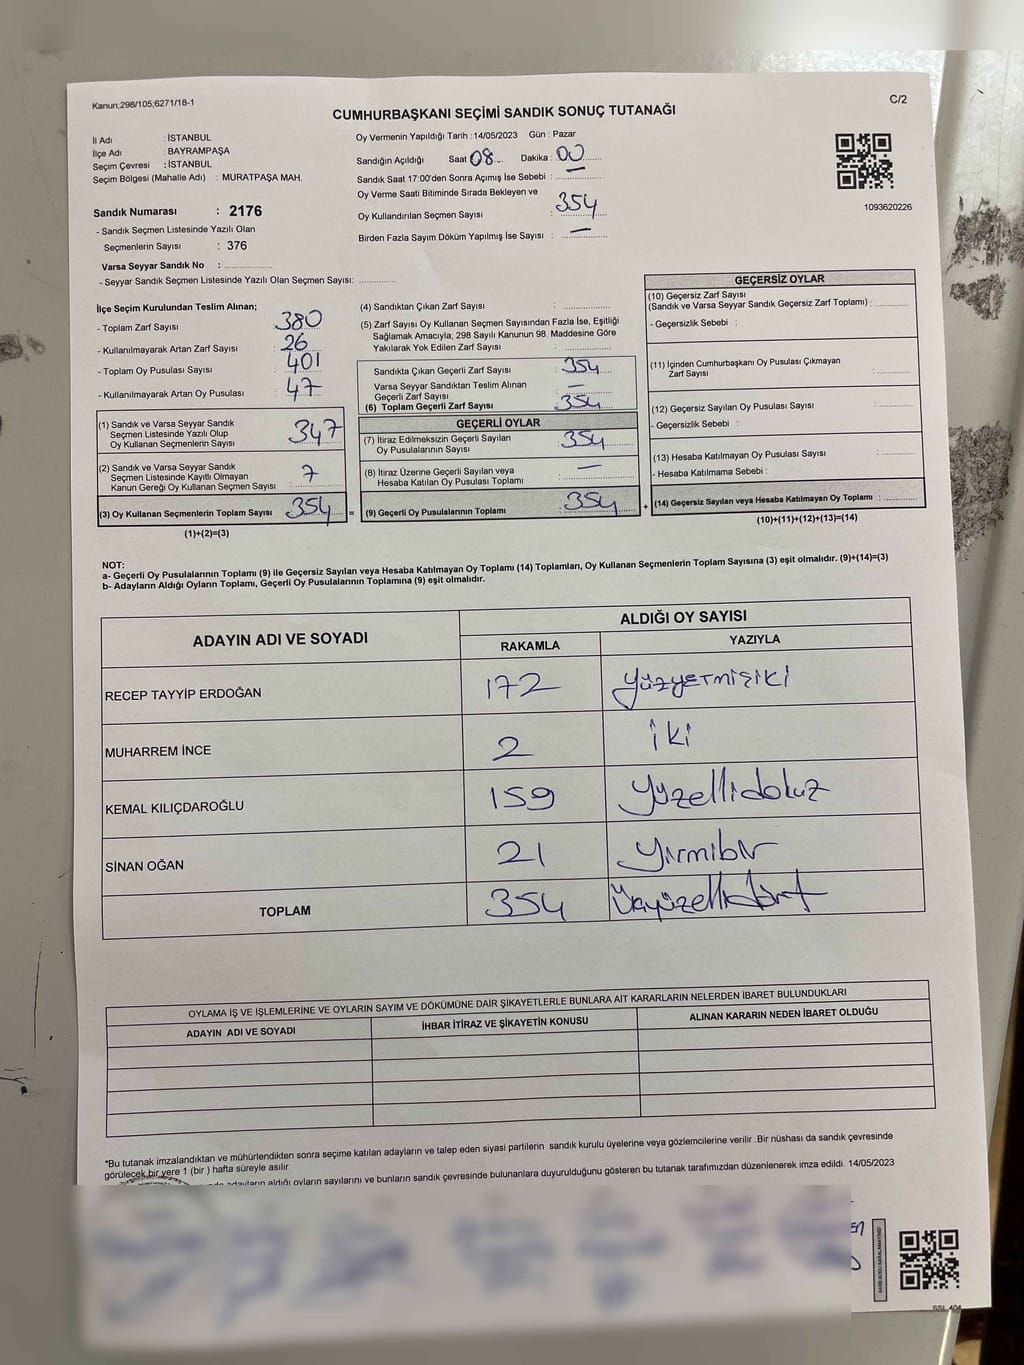 Kanun;298/105;6271/18-1
C/2
CUMHURBAŞKANI SEÇİMİ SANDIK SONUÇ TUTANAĞI
İl Adı : İSTANBUL
İlçe Adı : BAYRAMPAŞA
Seçim Çevresi : İSTANBUL
Seçim Bölgesi (Mahalle Adı) : MURATPAŞA MAH.
Oy Vermenin Yapıldığı Tarih :14/05/2023 Gün : Pazar
Sandığın Açıldığı Saat 08 Dakika : 00
Sandık Saat 17:00'den Sonra Açımış İse Sebebi : —
Oy Verme Saati Bitiminde Sırada Bekleyen ve
Oy Kullandırılan Seçmen Sayısı : 354
Birden Fazla Sayım Döküm Yapılmış İse Sayısı : —
1093620226
Sandık Numarası : 2176
- Sandık Seçmen Listesinde Yazılı Olan
Seçmenlerin Sayısı : 376
Varsa Seyyar Sandık No :
- Seyyar Sandık Seçmen Listesinde Yazılı Olan Seçmen Sayısı:
İlçe Seçim Kurulundan Teslim Alınan;
- Toplam Zarf Sayısı : 380
- Kullanılmayarak Artan Zarf Sayısı : 26
- Toplam Oy Pusulası Sayısı : 401
- Kullanılmayarak Artan Oy Pusulası : 47
(1) Sandık ve Varsa Seyyar Sandık
Seçmen Listesinde Yazılı Olup
Oy Kullanan Seçmenlerin Sayısı : 347
(2) Sandık ve Varsa Seyyar Sandık
Seçmen Listesinde Kayıtlı Olmayan
Kanun Gereği Oy Kullanan Seçmen Sayısı : 7
(3) Oy Kullanan Seçmenlerin Toplam Sayısı : 354 =
(1)+(2)=(3)
(4) Sandıktan Çıkan Zarf Sayısı :
(5) Zarf Sayısı Oy Kullanan Seçmen Sayısından Fazla İse, Eşitliği
Sağlamak Amacıyla; 298 Sayılı Kanunun 98. Maddesine Göre
Yakılarak Yok Edilen Zarf Sayısı :
Sandıkta Çıkan Geçerli Zarf Sayısı : 354
Varsa Seyyar Sandıktan Teslim Alınan
Geçerli Zarf Sayısı : —
(6) Toplam Geçerli Zarf Sayısı : 354
GEÇERLİ OYLAR
(7) İtiraz Edilmeksizin Geçerli Sayılan
Oy Pusulalarının Sayısı : 354
(8) İtiraz Üzerine Geçerli Sayılan veya
Hesaba Katılan Oy Pusulası Toplamı : —
(9) Geçerli Oy Pusulalarının Toplamı : 354 +
GEÇERSİZ OYLAR
(10) Geçersiz Zarf Sayısı
(Sandık ve Varsa Seyyar Sandık Geçersiz Zarf Toplamı) :
- Geçersizlik Sebebi :
(11) İçinden Cumhurbaşkanı Oy Pusulası Çıkmayan
Zarf Sayısı :
(12) Geçersiz Sayılan Oy Pusulası Sayısı :
- Geçersizlik Sebebi :
(13) Hesaba Katılmayan Oy Pusulası Sayısı :
- Hesaba Katılmama Sebebi :
(14) Geçersiz Sayılan veya Hesaba Katılmayan Oy Toplamı :
(10)+(11)+(12)+(13)=(14)
NOT:
a- Geçerli Oy Pusulalarının Toplamı (9) ile Geçersiz Sayılan veya Hesaba Katılmayan Oy Toplamı (14) Toplamları, Oy Kullanan Seçmenlerin Toplam Sayısına (3) eşit olmalıdır. (9)+(14)=(3)
b- Adayların Aldığı Oyların Toplamı, Geçerli Oy Pusulalarının Toplamına (9) eşit olmalıdır.
ADAYIN ADI VE SOYADI
ALDIĞI OY SAYISI
RAKAMLA YAZIYLA
RECEP TAYYİP ERDOĞAN 172 yüzyetmişiki
MUHARREM İNCE 2 iki
KEMAL KILIÇDAROĞLU 159 yüzellidokuz
SİNAN OĞAN 21 yirmibir
TOPLAM 354 üçyüzellidört
OYLAMA İŞ VE İŞLEMLERİNE VE OYLARIN SAYIM VE DÖKÜMÜNE DAİR ŞİKAYETLERLE BUNLARA AİT KARARLARIN NELERDEN İBARET BULUNDUKLARI
ADAYIN ADI VE SOYADI İHBAR İTİRAZ VE ŞİKAYETİN KONUSU ALINAN KARARIN NEDEN İBARET OLDUĞU
*Bu tutanak imzalandıktan ve mühürlendikten sonra seçime katılan adayların ve talep eden siyasi partilerin sandık kurulu üyelerine veya gözlemcilerine verilir .Bir nüshası da sandık çevresinde
görülecek bir yere 1 (bir ) hafta süreyle asılır.
adayların aldığı oyların sayılarını ve bunların sandık çevresinde bulunanlara duyurulduğunu gösteren bu tutanak tarafımızdan düzenlenerek imza edildi. 14/05/2023